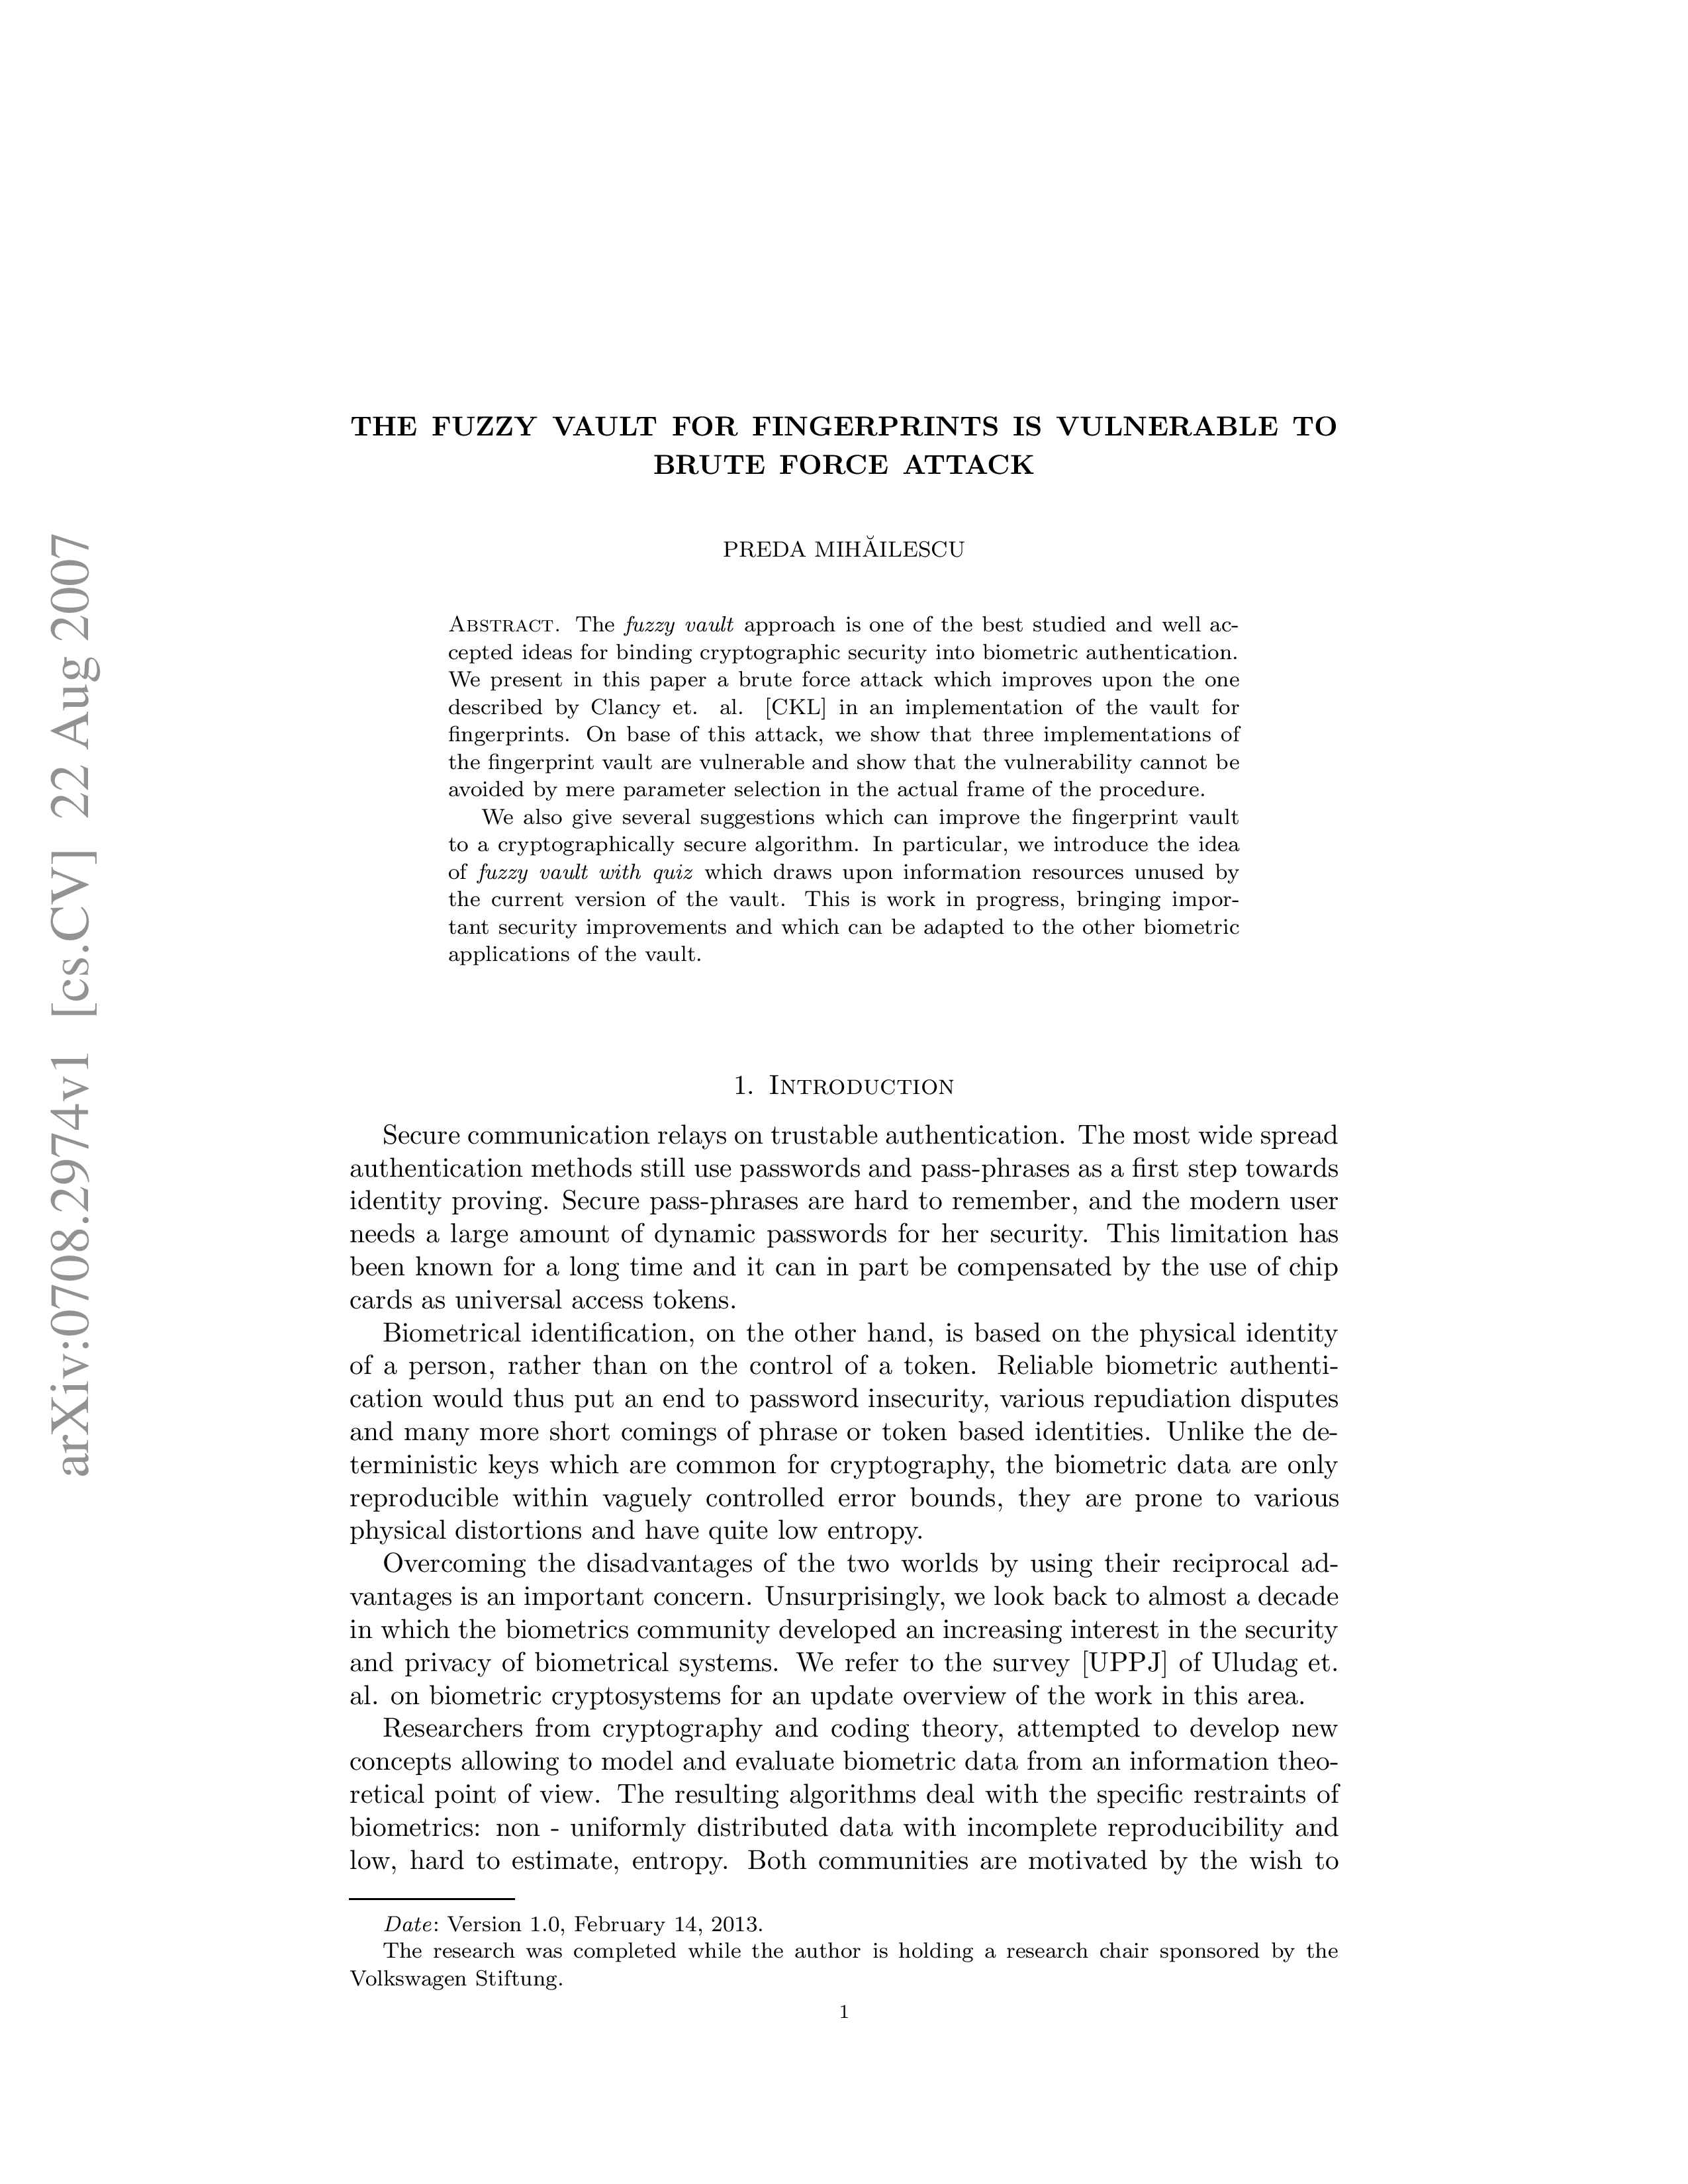 arXiv:0708.2974v1 [cs.CV] 22 Aug 2007
THE FUZZY VAULT FOR FINGERPRINTS IS VULNERABLE TO
BRUTE FORCE ATTACK
PREDA MIHĂILESCU
Abstract. The fuzzy vault approach is one of the best studied and well ac-
cepted ideas for binding cryptographic security into biometric authentication.
We present in this paper a brute force attack which improves upon the one
described by Clancy et. al. [CKL] in an implementation of the vault for
fingerprints. On base of this attack, we show that three implementations of
the fingerprint vault are vulnerable and show that the vulnerability cannot be
avoided by mere parameter selection in the actual frame of the procedure.
We also give several suggestions which can improve the fingerprint vault
to a cryptographically secure algorithm. In particular, we introduce the idea
of fuzzy vault with quiz which draws upon information resources unused by
the current version of the vault. This is work in progress, bringing impor-
tant security improvements and which can be adapted to the other biometric
applications of the vault.
1. Introduction
Secure communication relays on trustable authentication. The most wide spread
authentication methods still use passwords and pass-phrases as a first step towards
identity proving. Secure pass-phrases are hard to remember, and the modern user
needs a large amount of dynamic passwords for her security. This limitation has
been known for a long time and it can in part be compensated by the use of chip
cards as universal access tokens.
Biometrical identification, on the other hand, is based on the physical identity
of a person, rather than on the control of a token. Reliable biometric authenti-
cation would thus put an end to password insecurity, various repudiation disputes
and many more short comings of phrase or token based identities. Unlike the de-
terministic keys which are common for cryptography, the biometric data are only
reproducible within vaguely controlled error bounds, they are prone to various
physical distortions and have quite low entropy.
Overcoming the disadvantages of the two worlds by using their reciprocal ad-
vantages is an important concern. Unsurprisingly, we look back to almost a decade
in which the biometrics community developed an increasing interest in the security
and privacy of biometrical systems. We refer to the survey [UPPJ] of Uludag et.
al. on biometric cryptosystems for an update overview of the work in this area.
Researchers from cryptography and coding theory, attempted to develop new
concepts allowing to model and evaluate biometric data from an information theo-
retical point of view. The resulting algorithms deal with the specific restraints of
biometrics: non - uniformly distributed data with incomplete reproducibility and
low, hard to estimate, entropy. Both communities are motivated by the wish to
Date: Version 1.0, February 14, 2013.
The research was completed while the author is holding a research chair sponsored by the
Volkswagen Stiftung.
1